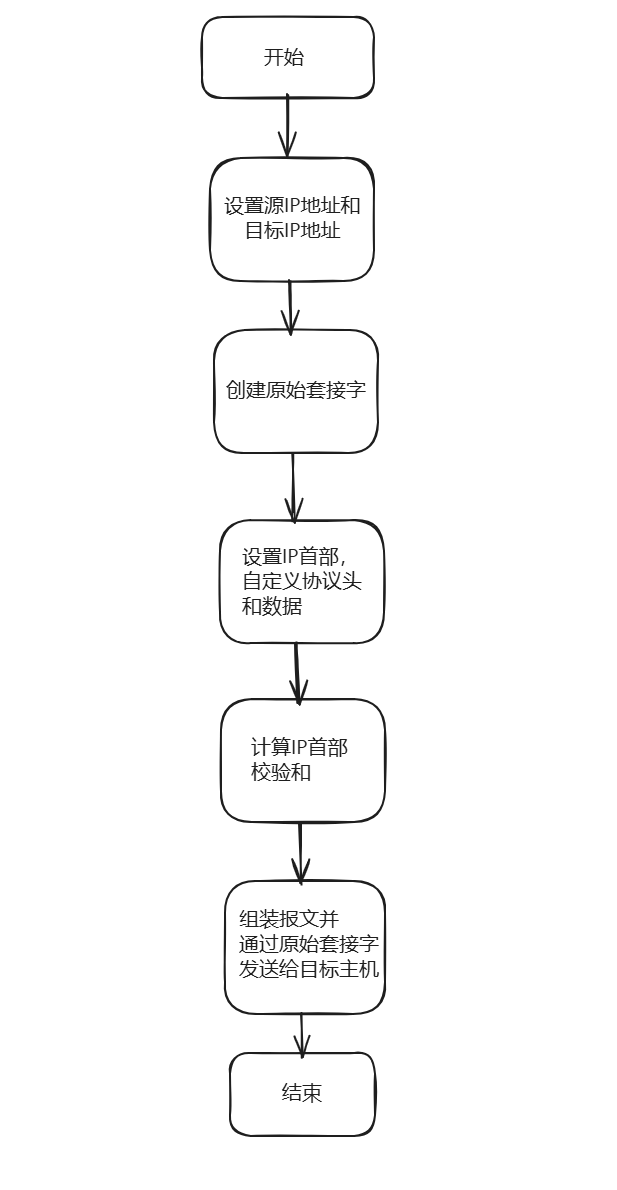 开始
设置源IP地址和
目标IP地址
创建原始套接字
设置IP首部，
自定义协议头
和数据
计算IP首部
校验和
组装报文并
通过原始套接字
发送给目标主机
结束